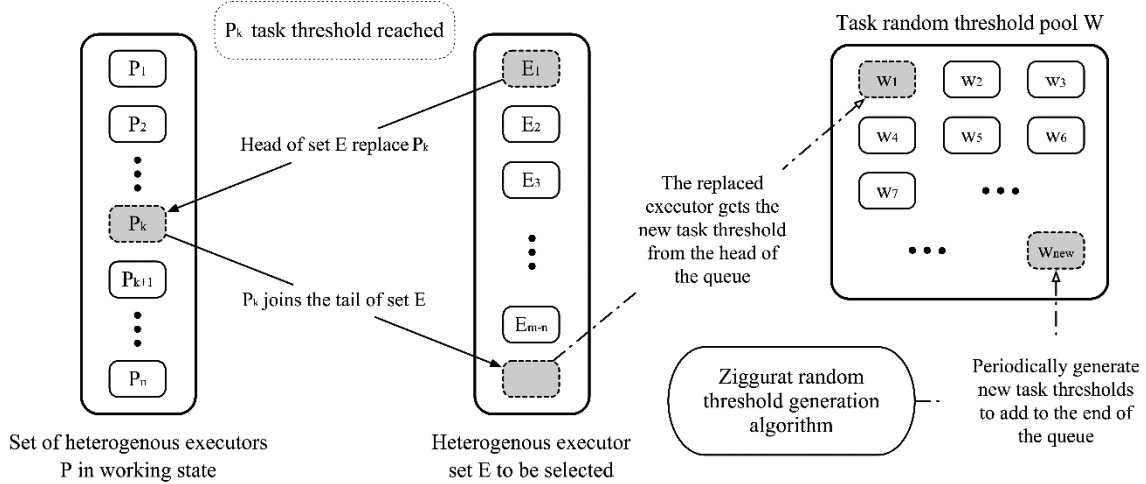 Pk task threshold reached
P1
P2
Pk
Pk+1
Pn
Set of heterogenous executors
P in working state
Head of set E replace Pk
Pk joins the tail of set E
E1
E2
E3
Em-n
Heterogenous executor
set E to be selected
The replaced
executor gets the
new task threshold
from the head of
the queue
Task random threshold pool W
W1 W2 W3
W4 W5 W6
W7
Wnew
Ziggurat random
threshold generation
algorithm
Periodically generate
new task thresholds
to add to the end of
the queue